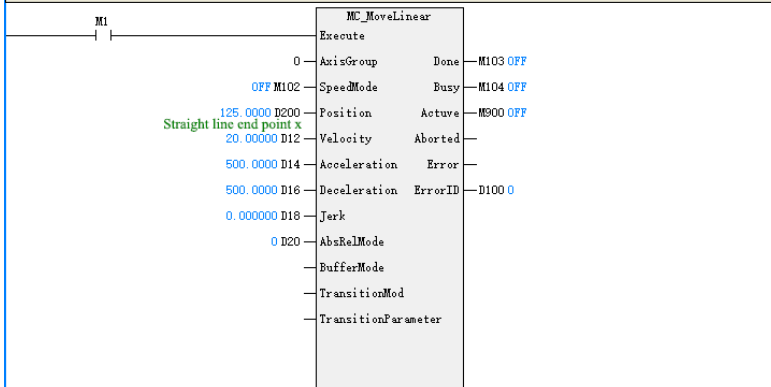 M1
MC_MoveLinear
Execute
0 AxisGroup Done M103 OFF
OFF M102 SpeedMode Busy M104 OFF
125.0000 D200 Position Actuve M900 OFF
Straight line end point x
20.00000 D12 Velocity Aborted
500.0000 D14 Acceleration Error
500.0000 D16 Deceleration ErrorID D100 0
0.000000 D18 Jerk
0 D20 AbsRelMode
BufferMode
TransitionMod
TransitionParameter